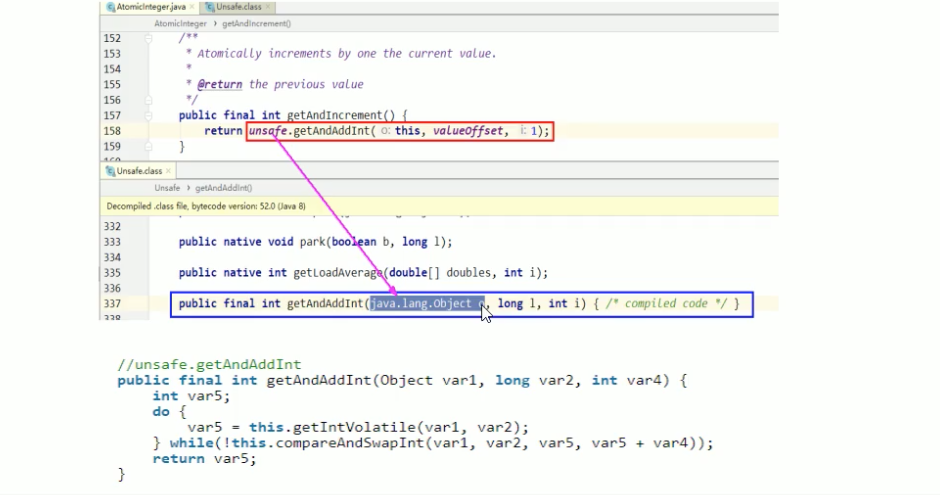 AtomicInteger.java × Unsafe.class ×
AtomicInteger › getAndIncrement()
152 /**
153 * Atomically increments by one the current value.
154 *
155 * @return the previous value
156 */
157 public final int getAndIncrement() {
158 return unsafe.getAndAddInt( o: this, valueOffset, i: 1);
159 }
160
Unsafe.class ×
Unsafe › getAndAddInt()
Decompiled .class file, bytecode version: 52.0 (Java 8)
332
333 public native void park(boolean b, long l);
334
335 public native int getLoadAverage(double[] doubles, int i);
336
337 public final int getAndAddInt(java.lang.Object o, long l, int i) { /* compiled code */ }
338
//unsafe.getAndAddInt
public final int getAndAddInt(Object var1, long var2, int var4) {
int var5;
do {
var5 = this.getIntVolatile(var1, var2);
} while(!this.compareAndSwapInt(var1, var2, var5, var5 + var4));
return var5;
}